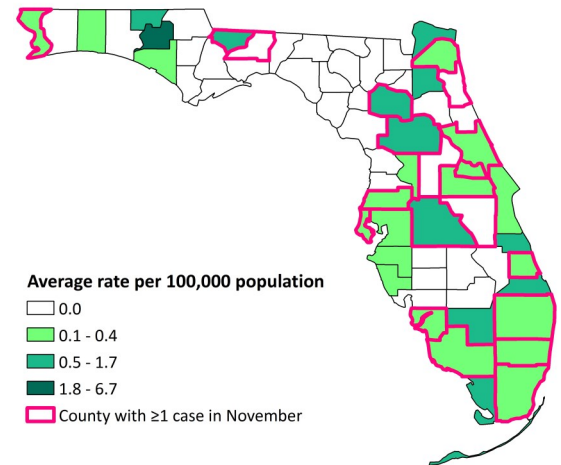 Average rate per 100,000 population
0.0
0.1 - 0.4
0.5 - 1.7
1.8 - 6.7
County with ≥1 case in November